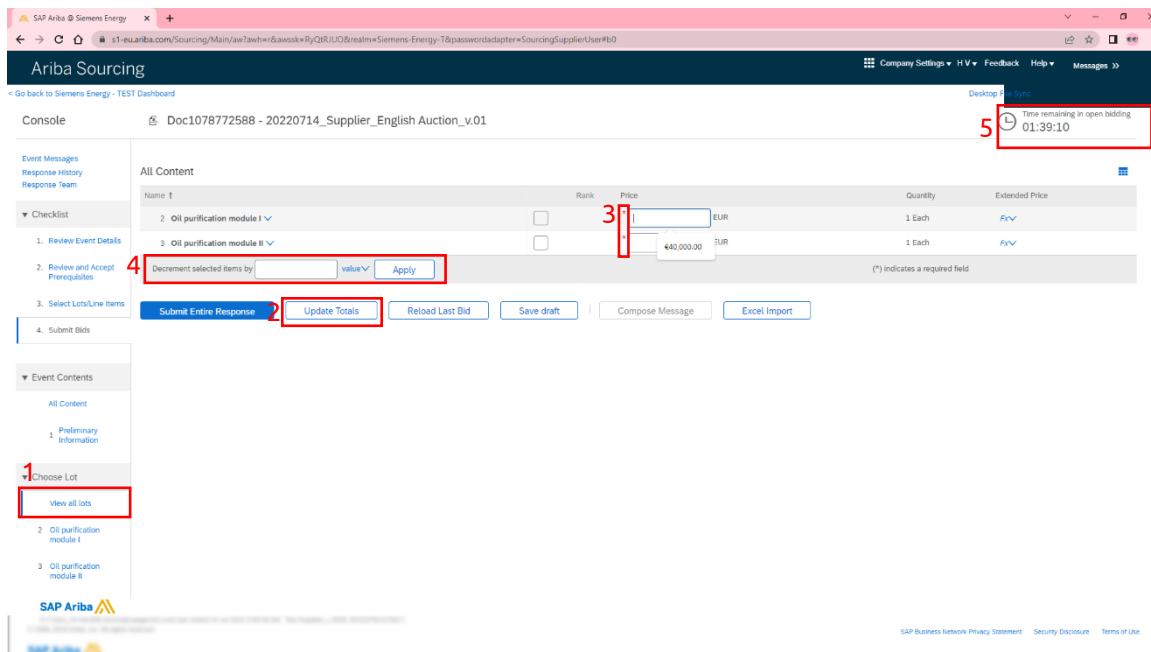 SAP Ariba @ Siemens Energy
s1-eu.ariba.com/Sourcing/Main/aw?awh=r&awssk=RyQtRJUO&realm=Siemens-Energy-T&passwordadapter=SourcingSupplierUser#b0
Ariba Sourcing
Company Settings H V Feedback Help Messages >>
< Go back to Siemens Energy - TEST Dashboard
Desktop File Sync
Console
Doc1078772588 - 20220714_Supplier_English Auction_v.01
5
Time remaining in open bidding
01:39:10
Event Messages
Response History
Response Team
All Content
Name ↑ Rank Price Quantity Extended Price
▼ Checklist
2 Oil purification module I 3 * EUR 1 Each Fx
1. Review Event Details
3 Oil purification module II * EUR 1 Each Fx
€40,000.00
2. Review and Accept
Prerequisites
4 Decrement selected items by value Apply (*) indicates a required field
3. Select Lots/Line Items
Submit Entire Response 2 Update Totals Reload Last Bid Save draft | Compose Message Excel Import
4. Submit Bids
▼ Event Contents
All Content
1 Preliminary
Information
1
▼ Choose Lot
View all lots
2 Oil purification
module I
3 Oil purification
module II
SAP Ariba
SAP Business Network Privacy Statement Security Disclosure Terms of Use
SAP Ariba